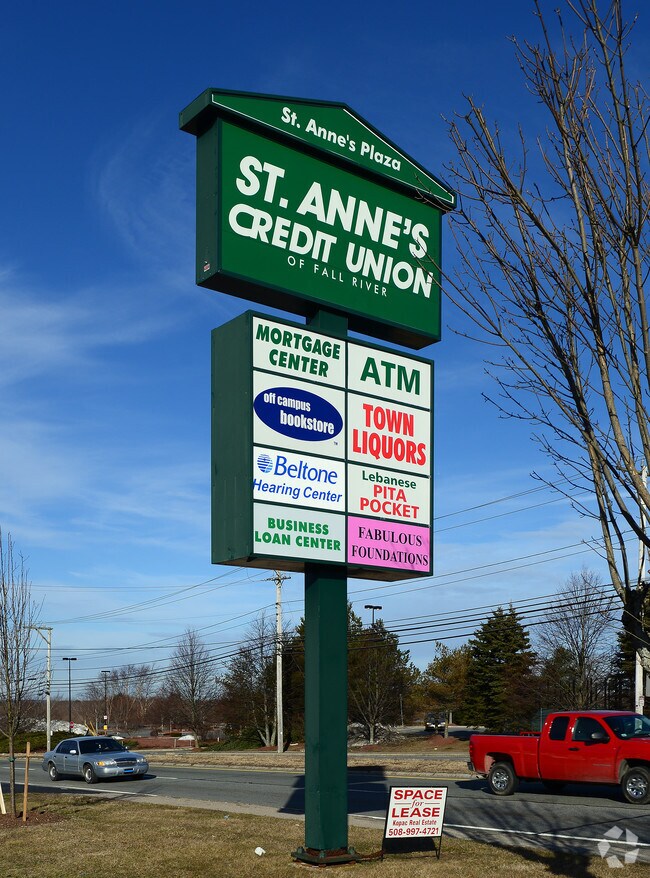 St. Anne's Plaza
ST. ANNE'S
CREDIT UNION
OF FALL RIVER
MORTGAGE
CENTER
ATM
off campus
bookstore
TOWN
LIQUORS
Beltone
Hearing Center
Lebanese
PITA
POCKET
BUSINESS
LOAN CENTER
FABULOUS
FOUNDATIONS
SPACE
for
LEASE
Kopac Real Estate
508-997-4721